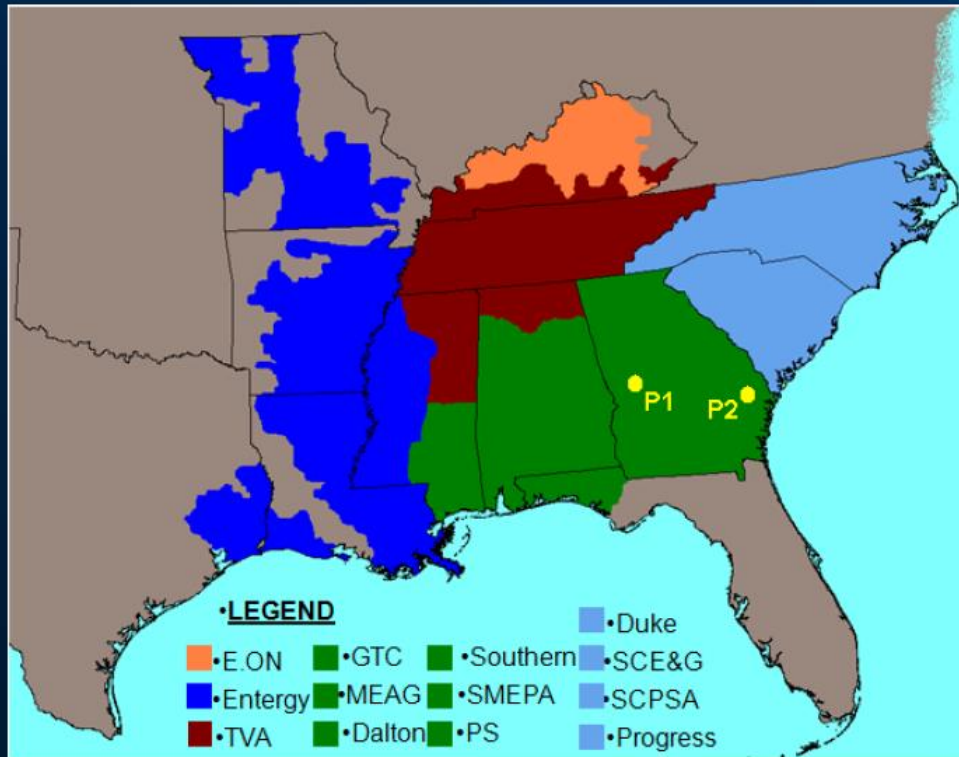 P1
P2
•LEGEND
•E.ON
•Entergy
•TVA
•GTC
•MEAG
•Dalton
•Southern
•SMEPA
•PS
•Duke
•SCE&G
•SCPSA
•Progress